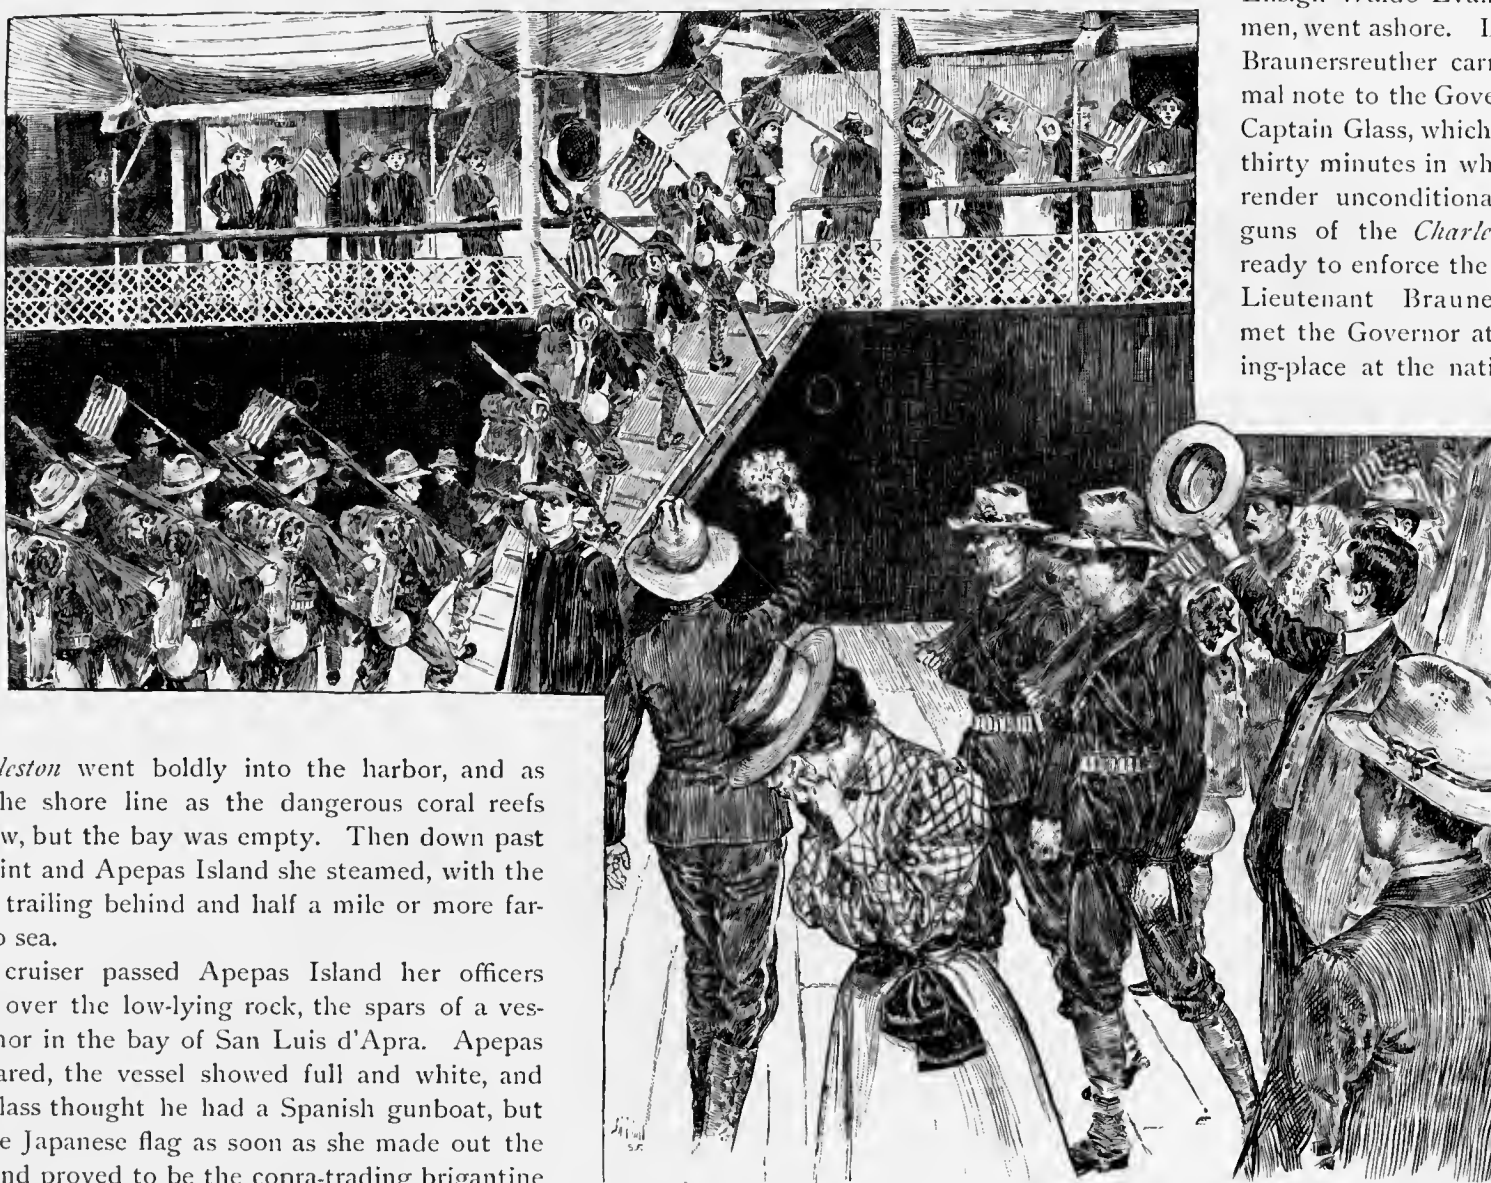 leston went boldly into the harbor, and as
he shore line as the dangerous coral reefs
w, but the bay was empty. Then down past
int and Apepas Island she steamed, with the
trailing behind and half a mile or more far-
o sea.
cruiser passed Apepas Island her officers
over the low-lying rock, the spars of a ves-
hor in the bay of San Luis d'Apra. Apepas
ared, the vessel showed full and white, and
lass thought he had a Spanish gunboat, but
e Japanese flag as soon as she made out the
nd proved to be the copra-trading brigantine
Ensign Waldo Evan
men, went ashore. L
Braunersreuther carr
mal note to the Gove
Captain Glass, which
thirty minutes in wh
render unconditiona
guns of the Charle
ready to enforce the
Lieutenant Braune
met the Governor at
ing-place at the nati